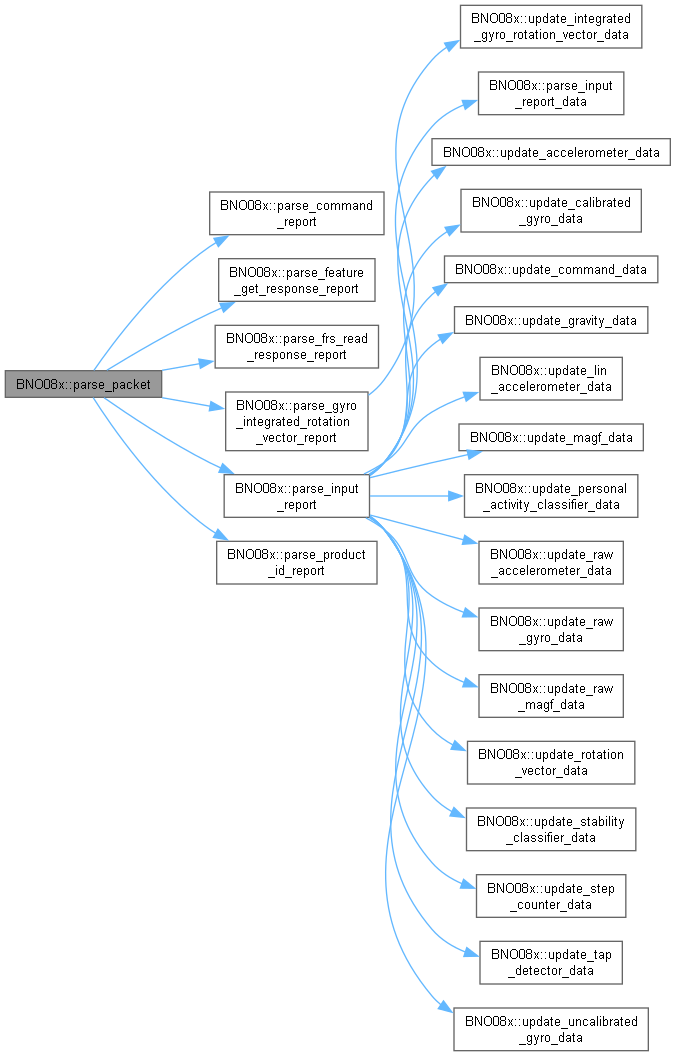 BNO08x::parse_packet
BNO08x::parse_command
_report
BNO08x::parse_feature
_get_response_report
BNO08x::parse_frs_read
_response_report
BNO08x::parse_gyro
_integrated_rotation
_vector_report
BNO08x::parse_input
_report
BNO08x::parse_product
_id_report
BNO08x::update_integrated
_gyro_rotation_vector_data
BNO08x::parse_input
_report_data
BNO08x::update_accelerometer_data
BNO08x::update_calibrated
_gyro_data
BNO08x::update_command_data
BNO08x::update_gravity_data
BNO08x::update_lin
_accelerometer_data
BNO08x::update_magf_data
BNO08x::update_personal
_activity_classifier_data
BNO08x::update_raw
_accelerometer_data
BNO08x::update_raw
_gyro_data
BNO08x::update_raw
_magf_data
BNO08x::update_rotation
_vector_data
BNO08x::update_stability
_classifier_data
BNO08x::update_step
_counter_data
BNO08x::update_tap
_detector_data
BNO08x::update_uncalibrated
_gyro_data